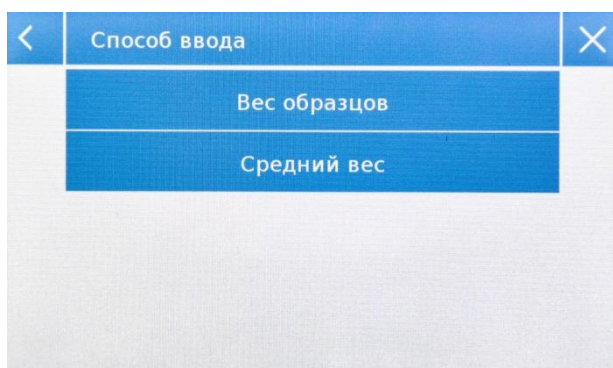 Способ ввода
Вес образцов
Средний вес